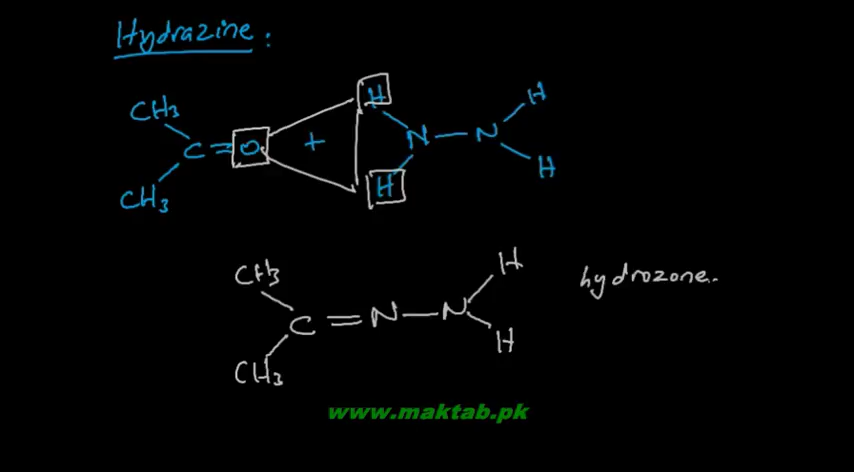 Hydrazine :
CH3
CH3
C = O + H H N — N H H
CH3
CH3
C = N — N H H
hydrozone..
www.maktab.pk